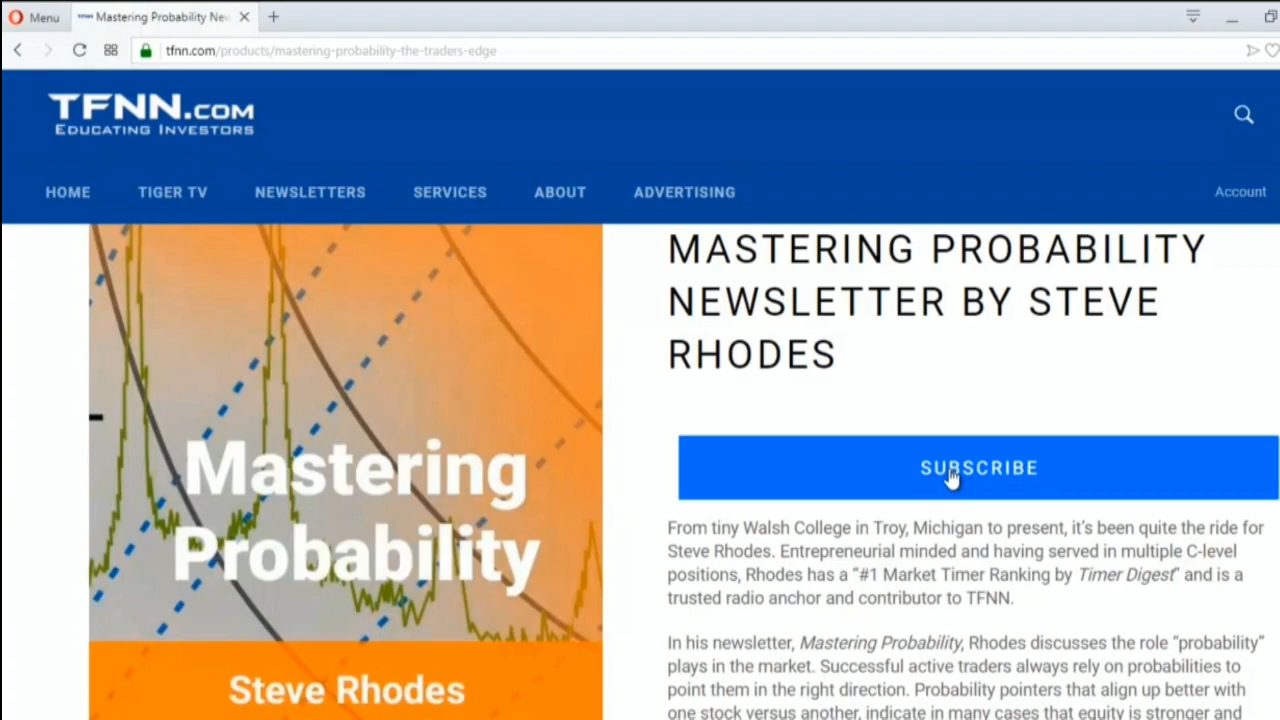 Menu
Mastering Probability New
tfnn.com/products/mastering-probability-the-traders-edge
TFNN.COM
EDUCATING INVESTORS
HOME TIGER TV NEWSLETTERS SERVICES ABOUT ADVERTISING Account
Mastering
Probability
Steve Rhodes
MASTERING PROBABILITY
NEWSLETTER BY STEVE
RHODES
SUBSCRIBE
From tiny Walsh College in Troy, Michigan to present, it's been quite the ride for
Steve Rhodes. Entrepreneurial minded and having served in multiple C-level
positions, Rhodes has a “#1 Market Timer Ranking by Timer Digest” and is a
trusted radio anchor and contributor to TFNN.
In his newsletter, Mastering Probability, Rhodes discusses the role “probability”
plays in the market. Successful active traders always rely on probabilities to
point them in the right direction. Probability pointers that align up better with
one stock versus another, indicate in many cases that equity is stronger and